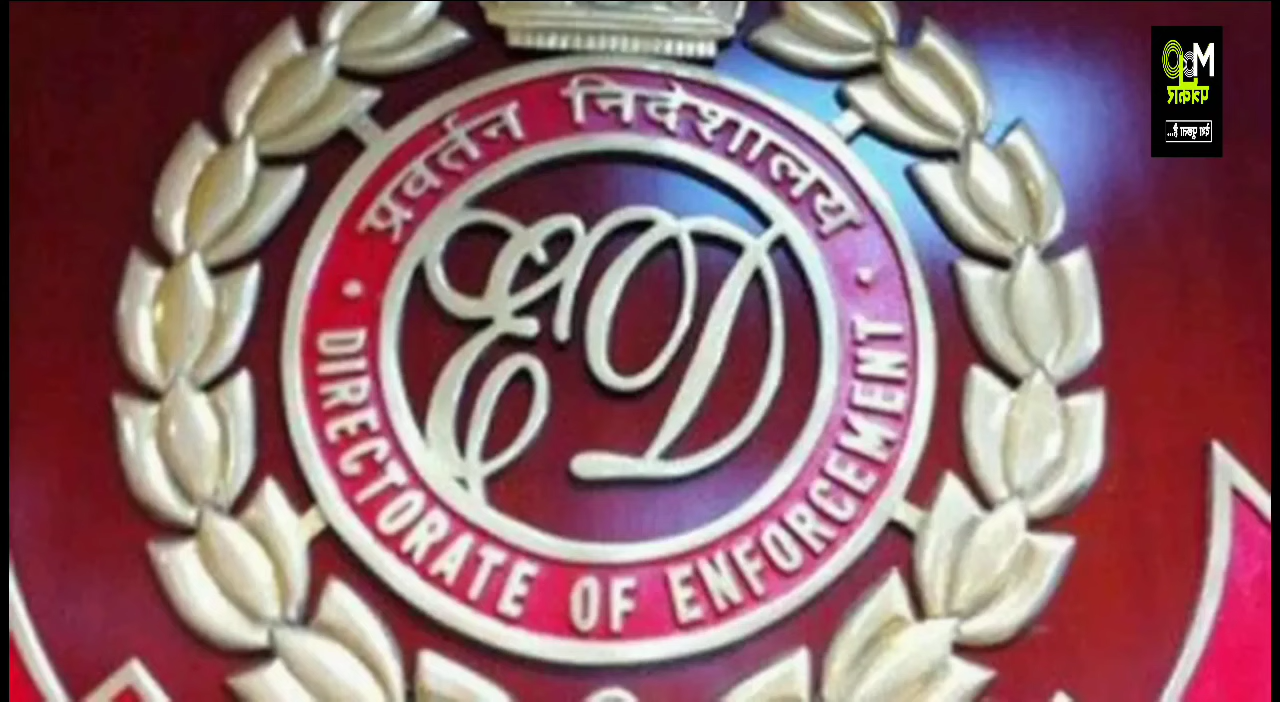 प्रवर्तन निदेशालय
ED
DIRECTORATE OF ENFORCEMENT